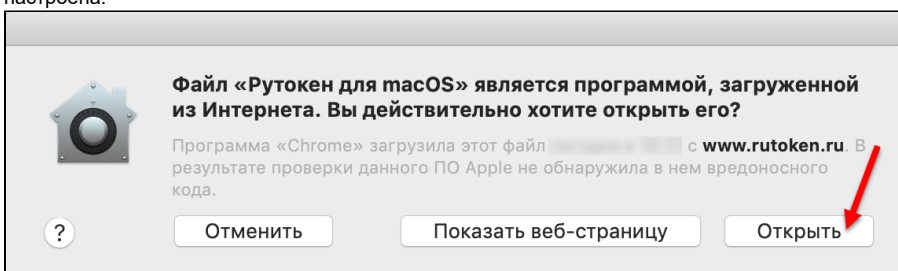 настроена.
Файл «Рутокен для macOS» является программой, загруженной
из Интернета. Вы действительно хотите открыть его?
Программа «Chrome» загрузила этот файл с www.rutoken.ru. В
результате проверки данного ПО Apple не обнаружила в нем вредоносного
кода.
? Отменить Показать веб-страницу Открыть